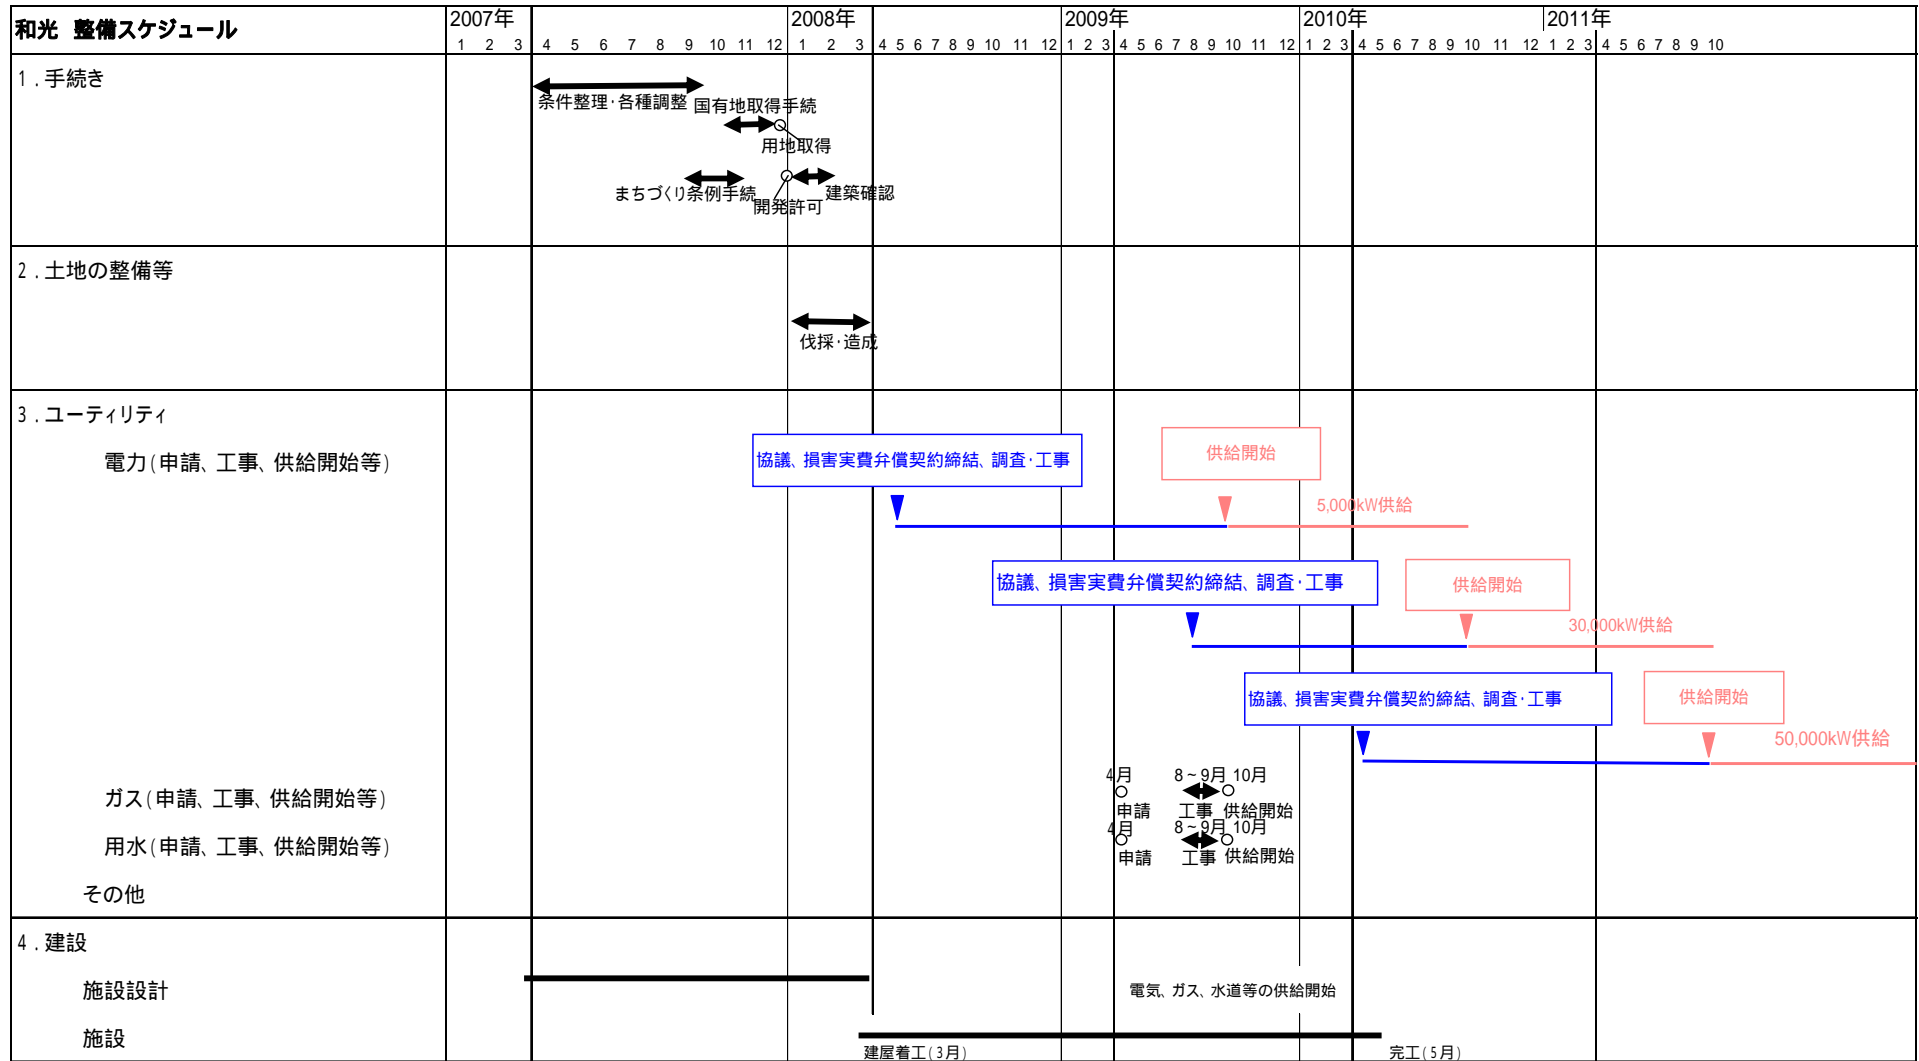 和光　整備スケジュール
2007年 2008年 2009年 2010年 2011年
1 2 3 4 5 6 7 8 9 10 11 12 1 2 3 4 5 6 7 8 9 10 11 12 1 2 3 4 5 6 7 8 9 10 11 12 1 2 3 4 5 6 7 8 9 10 11 12 1 2 3 4 5 6 7 8 9 10
1．手続き
条件整理・各種調整
国有地取得手続
用地取得
まちづくり条例手続
開発許可
建築確認
2．土地の整備等
伐採・造成
3．ユーティリティ
電力(申請、工事、供給開始等)
協議、損害実費弁償契約締結、調査・工事
供給開始
5,000kW供給
協議、損害実費弁償契約締結、調査・工事
供給開始
30,000kW供給
協議、損害実費弁償契約締結、調査・工事
供給開始
50,000kW供給
ガス(申請、工事、供給開始等)
4月 8～9月 10月
申請 工事 供給開始
用水(申請、工事、供給開始等)
4月 8～9月 10月
申請 工事 供給開始
その他
4．建設
施設設計
電気、ガス、水道等の供給開始
施設
建屋着工(3月)
完工(5月)